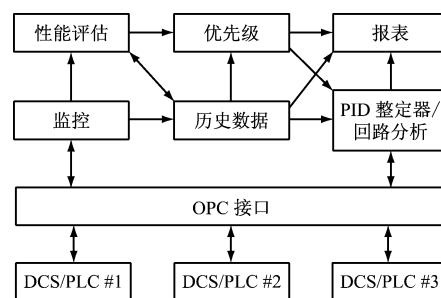 性能评估
优先级
报表
监控
历史数据
PID 整定器/
回路分析
OPC 接口
DCS/PLC #1
DCS/PLC #2
DCS/PLC #3